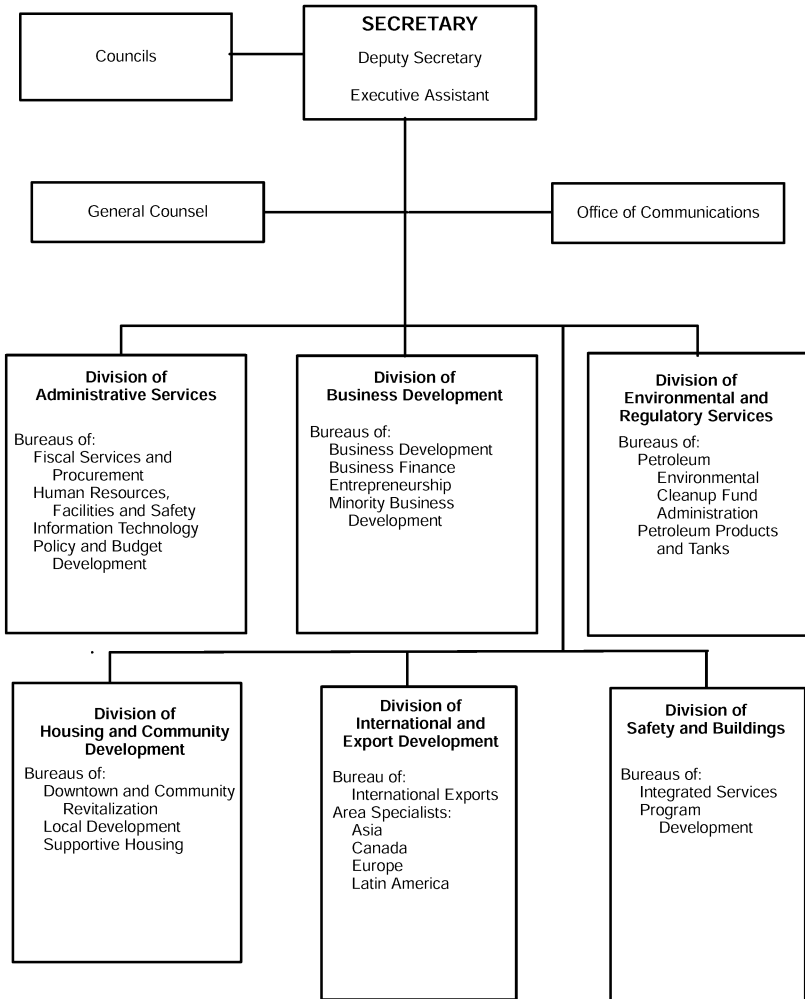 SECRETARY
Deputy Secretary
Executive Assistant
Councils
General Counsel
Office of Communications
Division of
Administrative Services
Bureaus of:
Fiscal Services and
Procurement
Human Resources,
Facilities and Safety
Information Technology
Policy and Budget
Development
Division of
Business Development
Bureaus of:
Business Development
Business Finance
Entrepreneurship
Minority Business
Development
Division of
Environmental and
Regulatory Services
Bureaus of:
Petroleum
Environmental
Cleanup Fund
Administration
Petroleum Products
and Tanks
Division of
Housing and Community
Development
Bureaus of:
Downtown and Community
Revitalization
Local Development
Supportive Housing
Division of
International and
Export Development
Bureau of:
International Exports
Area Specialists:
Asia
Canada
Europe
Latin America
Division of
Safety and Buildings
Bureaus of:
Integrated Services
Program
Development